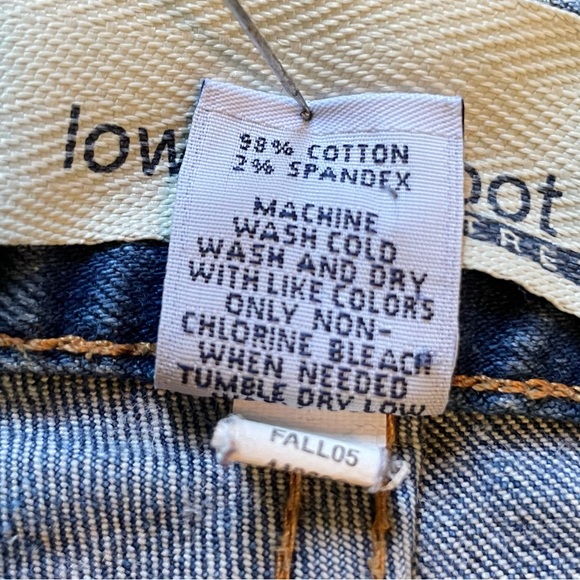 low
oot
98% COTTON
2% SPANDEX
MACHINE
WASH COLD
WASH AND DRY
WITH LIKE COLORS
ONLY NON-
CHLORINE BLEACH
WHEN NEEDED
TUMBLE DRY LOW
FALL05